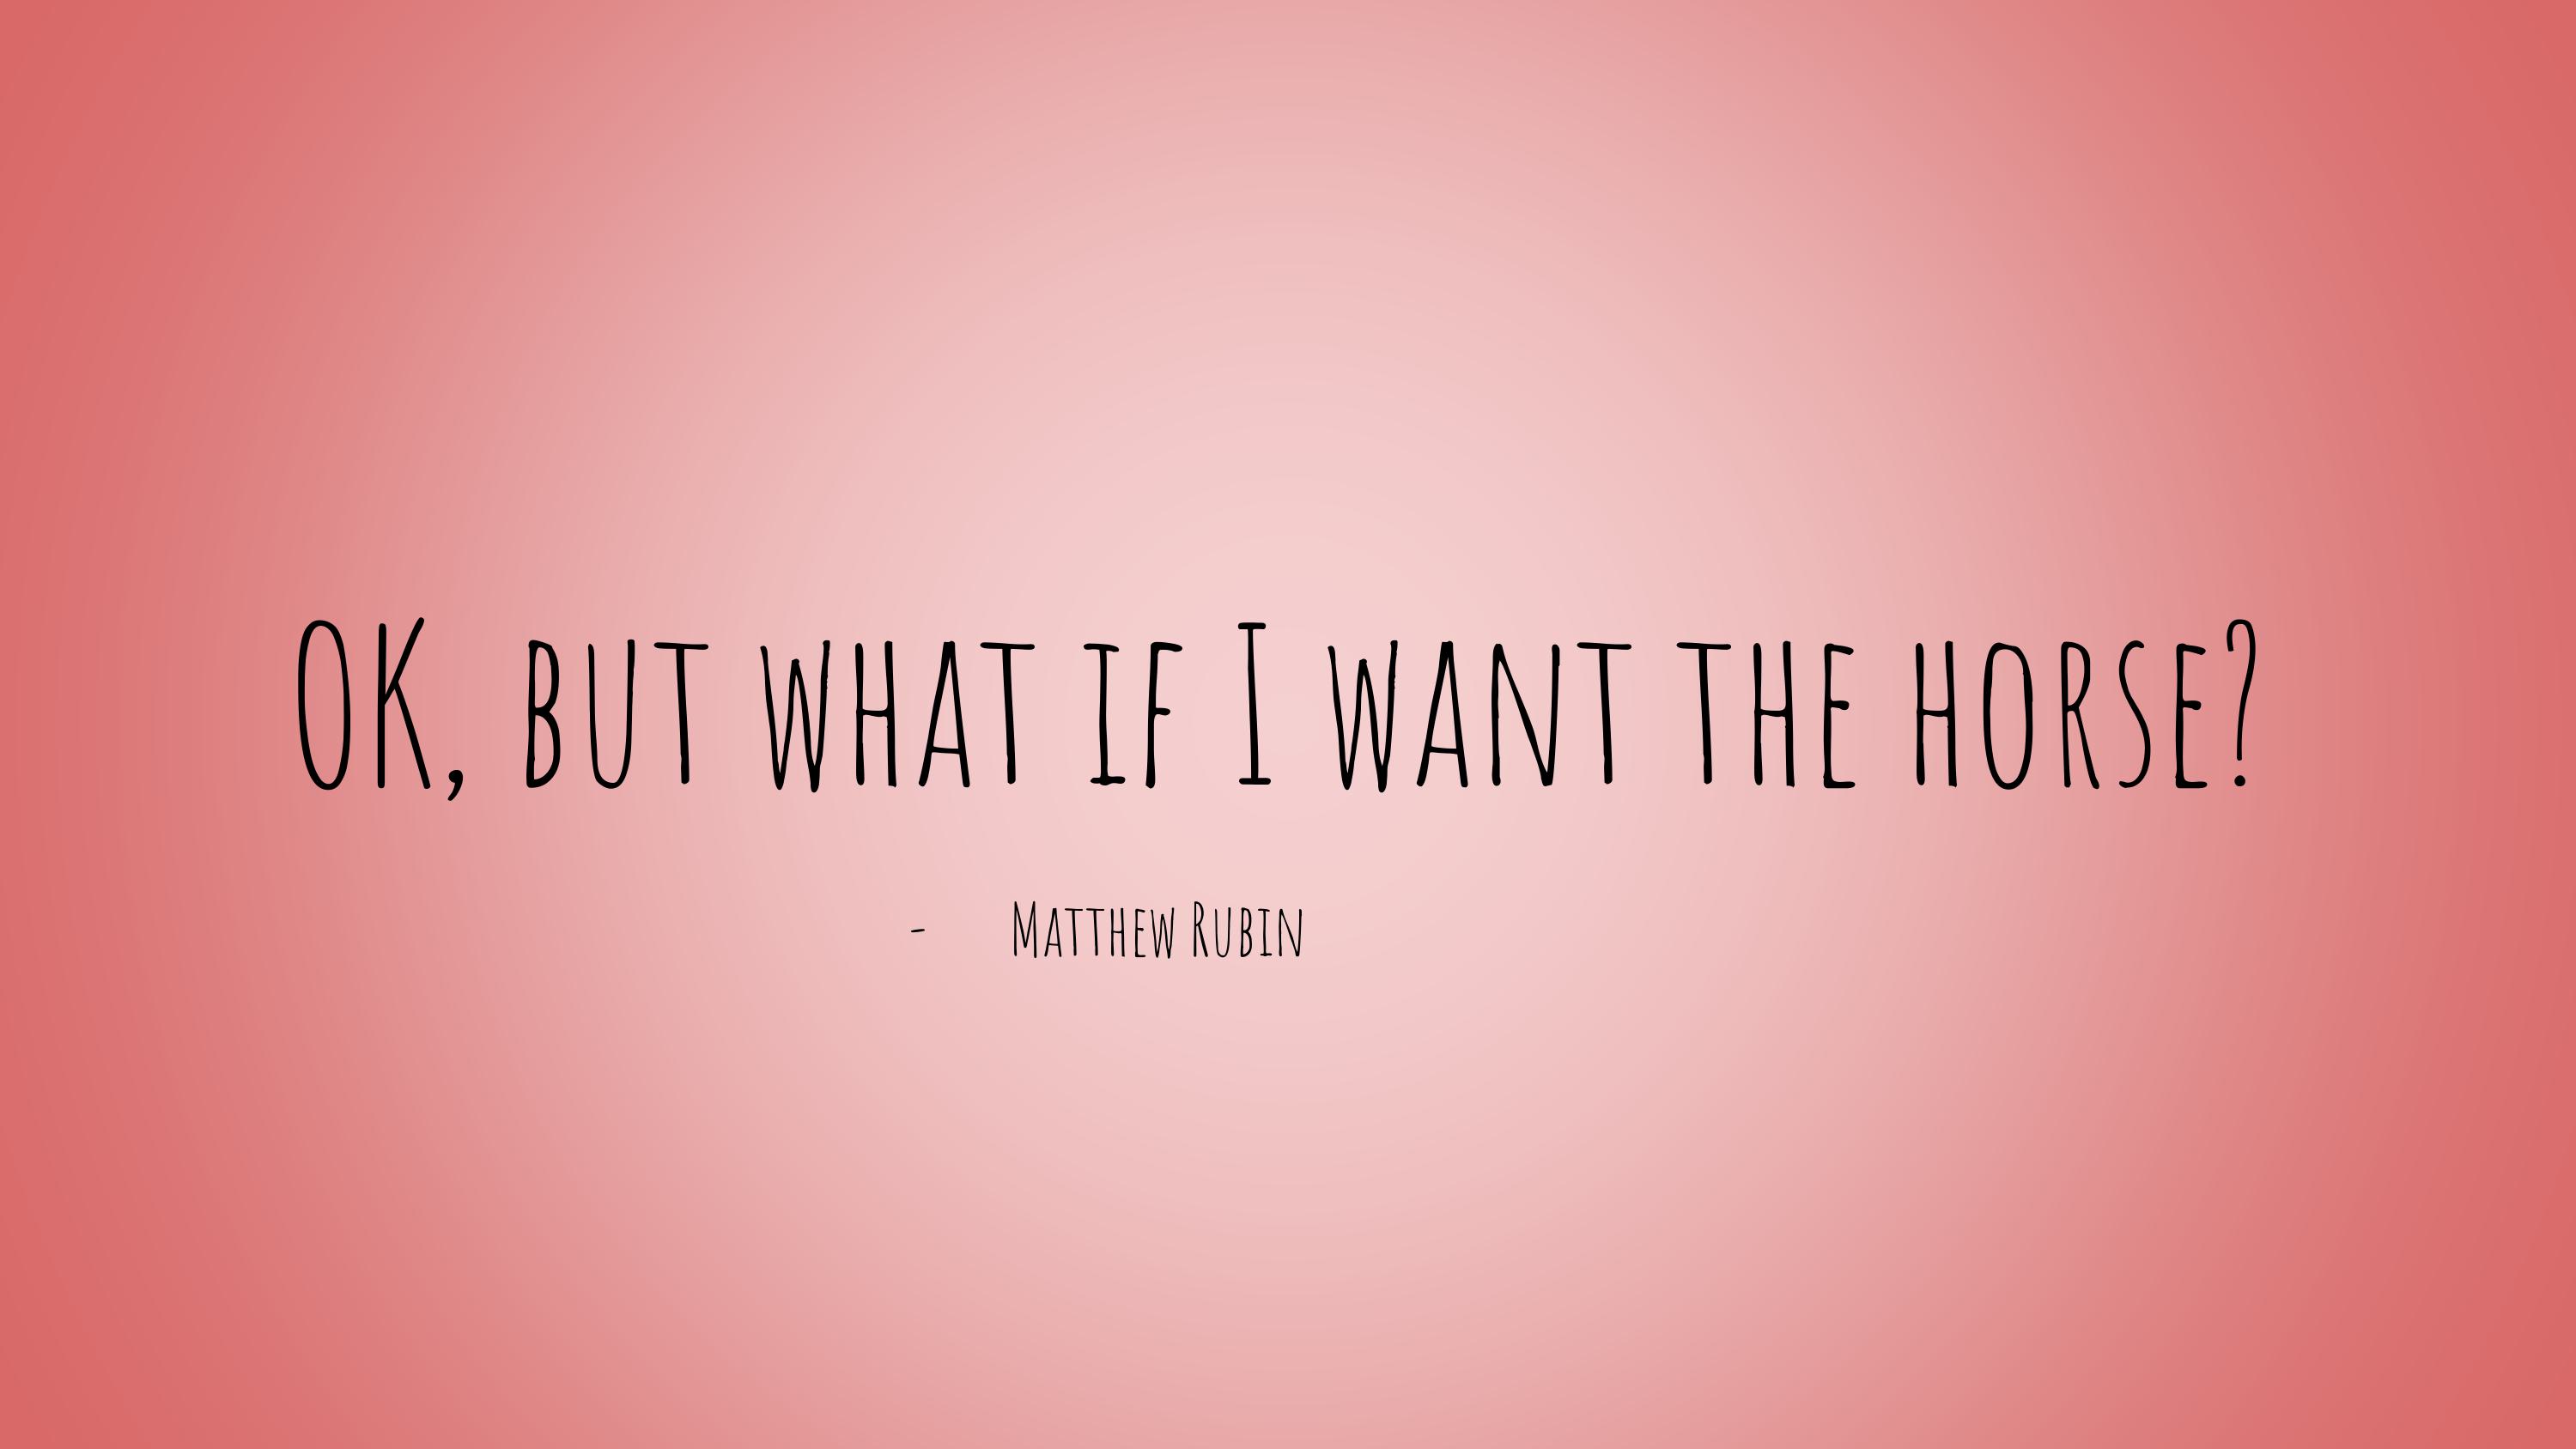 OK, but what if I want the horse?
- Matthew Rubin